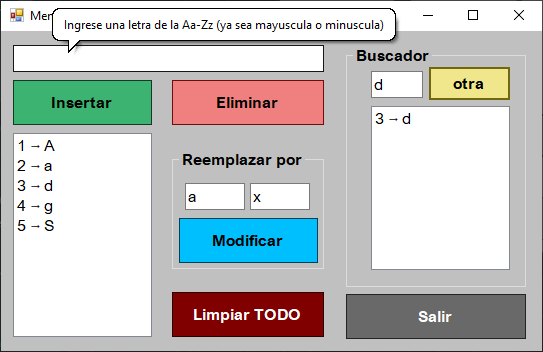 Men
Ingrese una letra de la Aa-Zz (ya sea mayuscula o minuscula)
Insertar
Eliminar
1 → A
2 → a
3 → d
4 → g
5 → S
Reemplazar por
a x
Modificar
Limpiar TODO
Buscador
d otra
3 → d
Salir